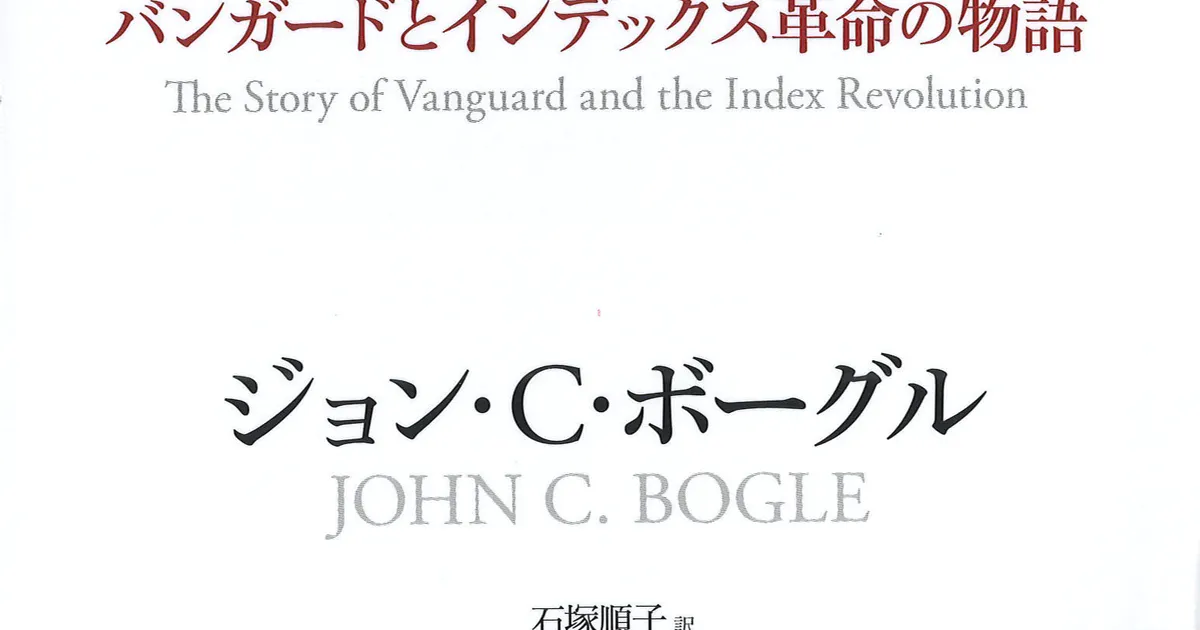 バンガードとインデックス革命の物語
The Story of Vanguard and the Index Revolution
ジョン・C・ボーグル
JOHN C. BOGLE
石塚順子 訳